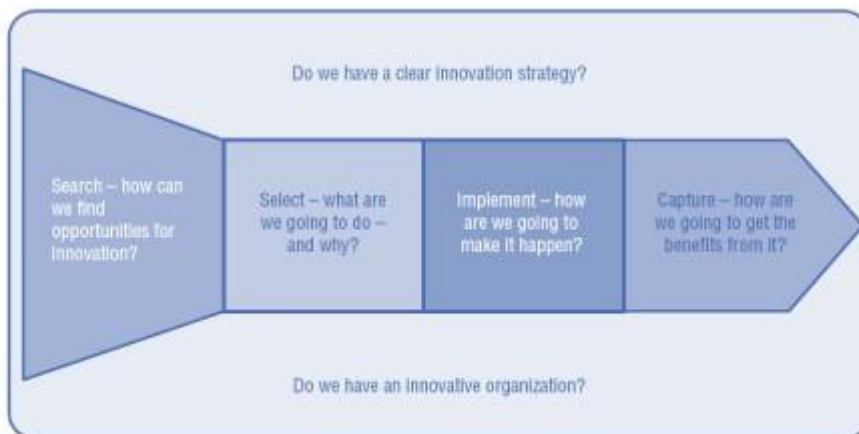 Do we have a clear innovation strategy?
Search – how can
we find
opportunities for
innovation?
Select – what are
we going to do –
and why?
Implement – how
are we going to
make it happen?
Capture – how are
we going to get the
benefits from it?
Do we have an innovative organization?